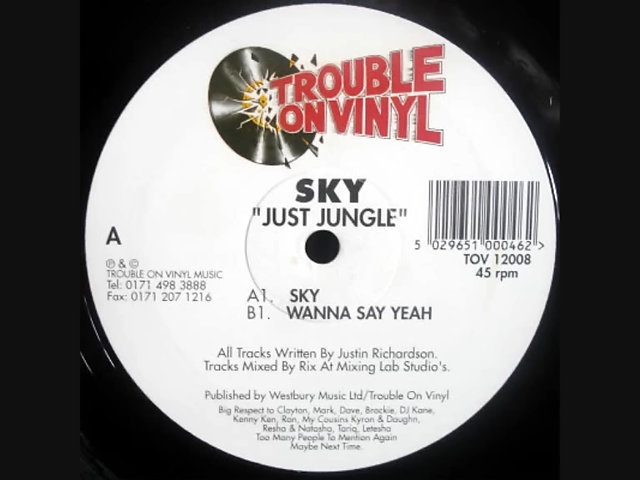 TROUBLE
ON VINYL
SKY
"JUST JUNGLE"
A
5 029651 000462 >
TOV 12008
45 rpm
℗ & ©
TROUBLE ON VINYL MUSIC
Tel: 0171 498 3888
Fax: 0171 207 1216
A1. SKY
B1. WANNA SAY YEAH
All Tracks Written By Justin Richardson.
Tracks Mixed By Rix At Mixing Lab Studio's.
Published by Westbury Music Ltd/Trouble On Vinyl
Big Respect to Clayton, Mark, Dave, Brockie, DJ Kane,
Kenny Ken, Ron, My Cousins Kyron & Daughn,
Resha & Natasha, Tariq, Letesha
Too Many People To Mention Again
Maybe Next Time.